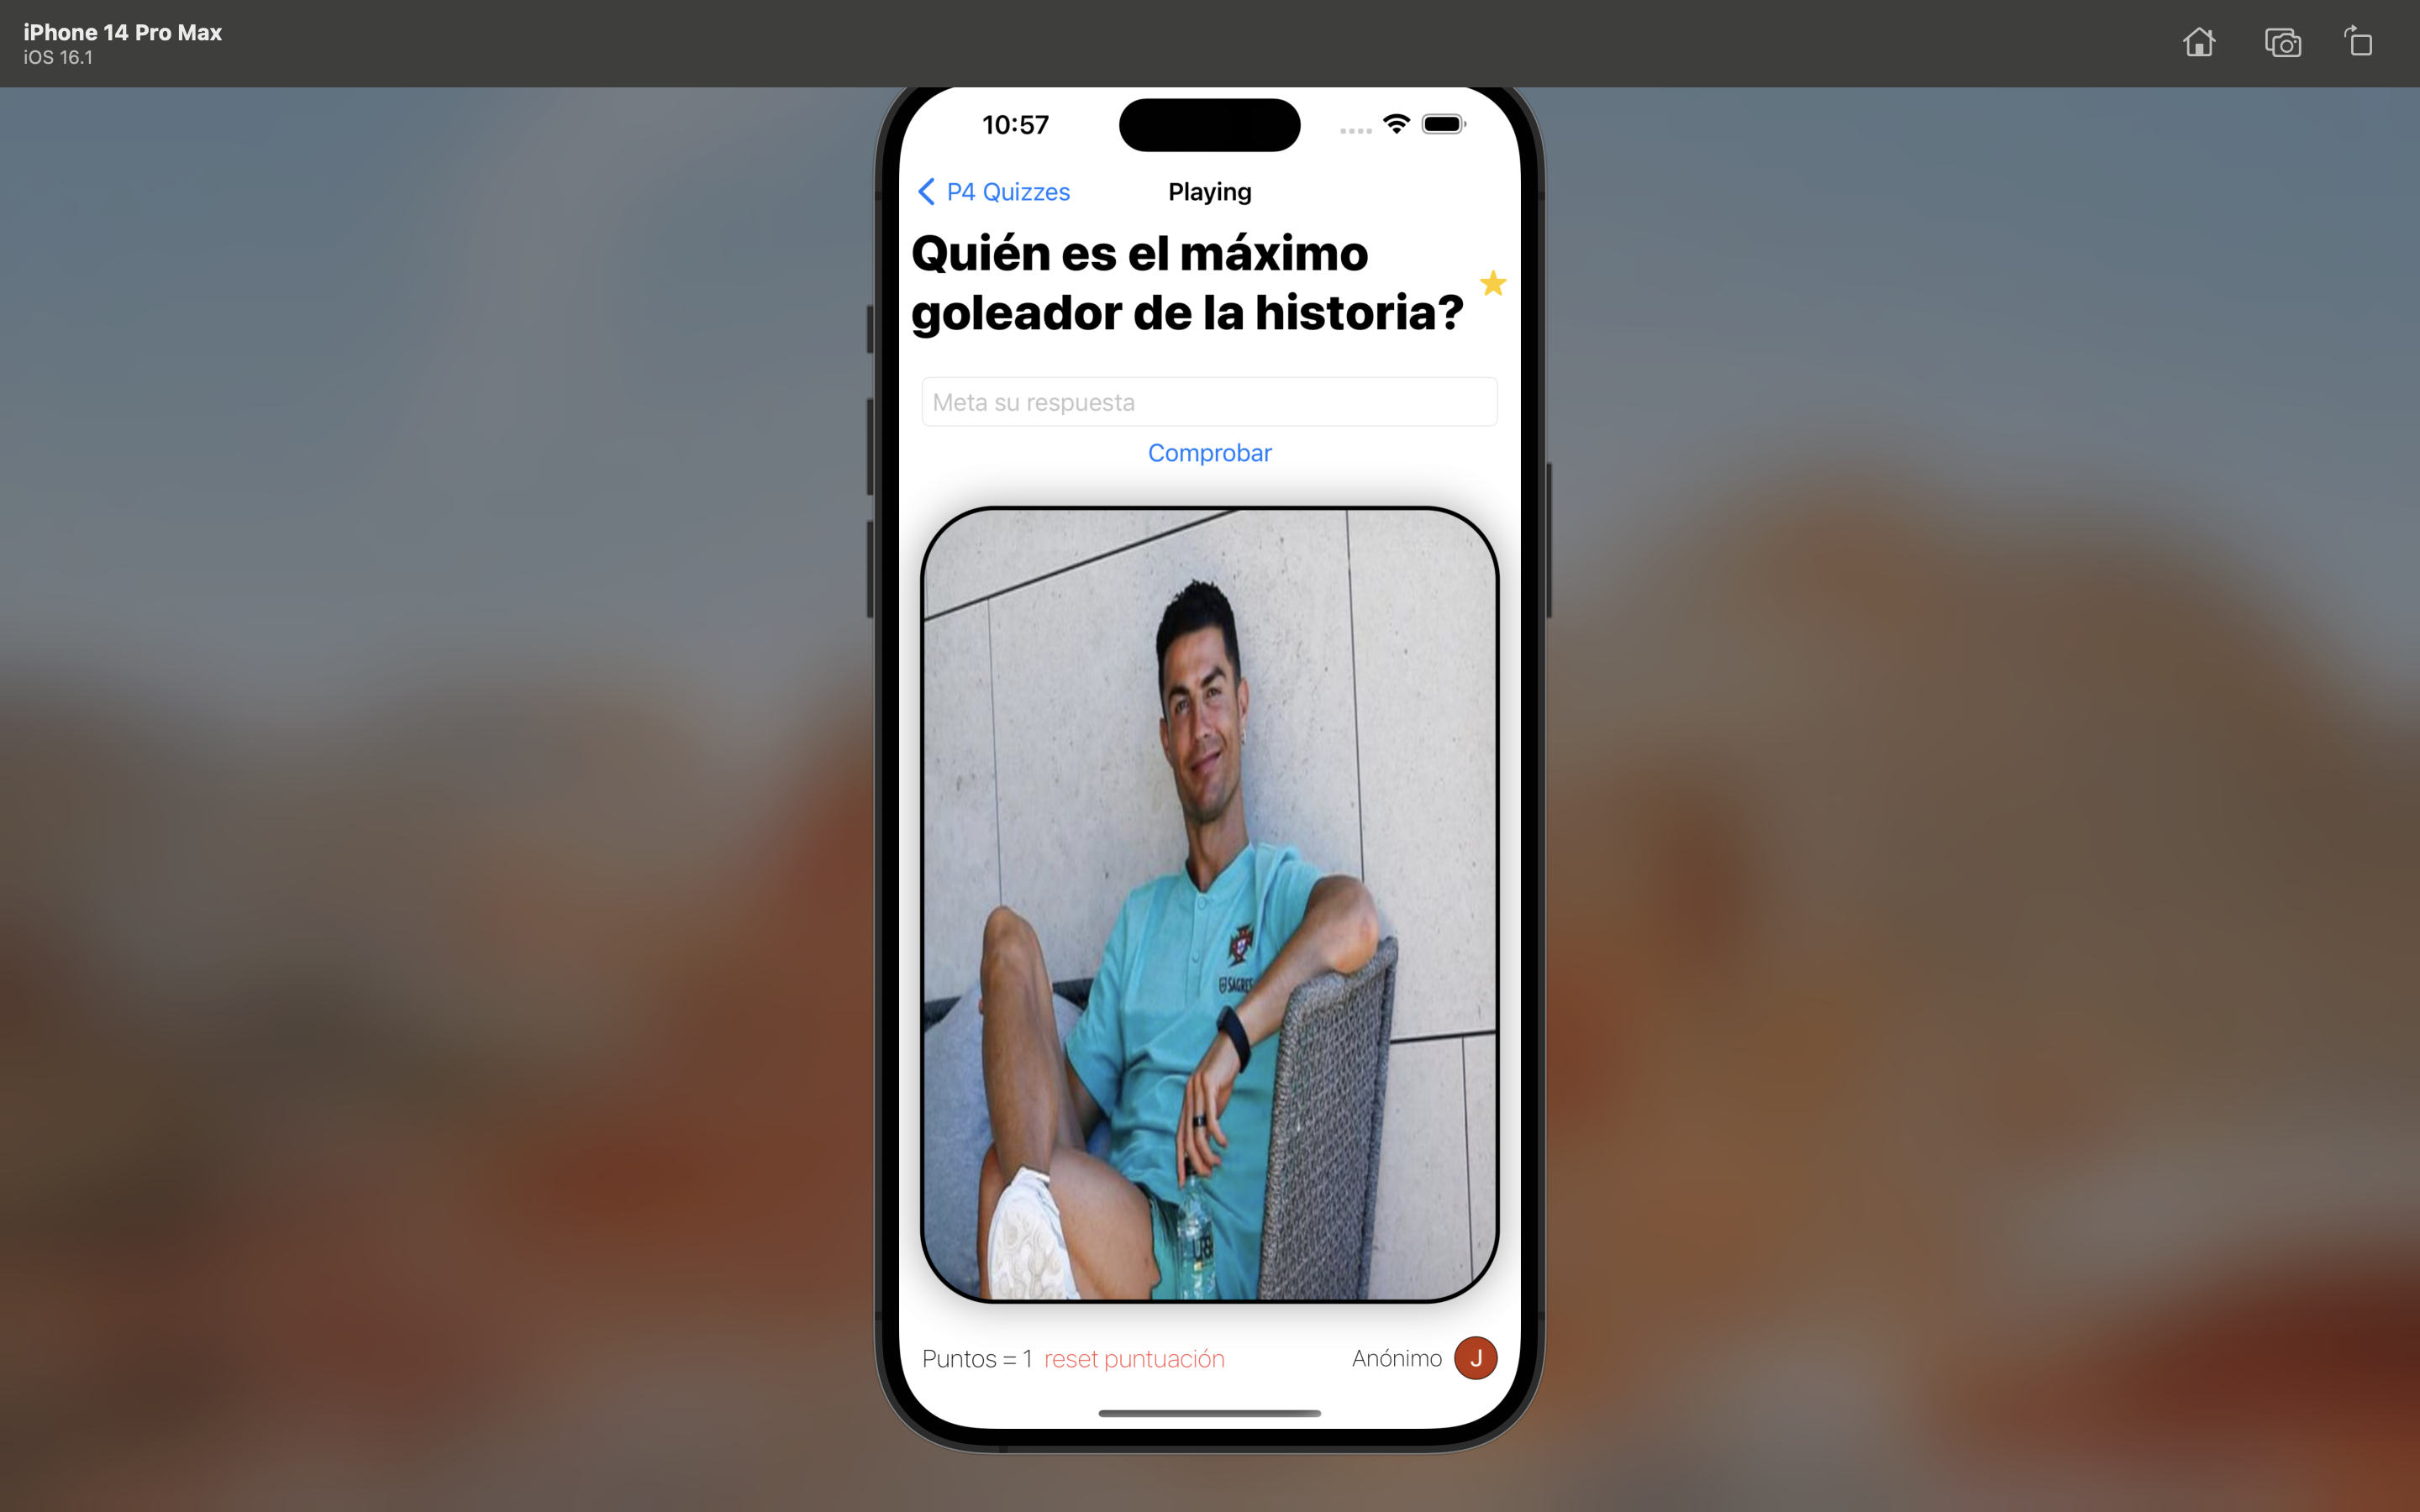 iPhone 14 Pro Max
iOS 16.1
10:57
P4 Quizzes
Playing
Quién es el máximo
goleador de la historia?
Meta su respuesta
Comprobar
SAGRES
Puntos = 1 reset puntuación
Anónimo J